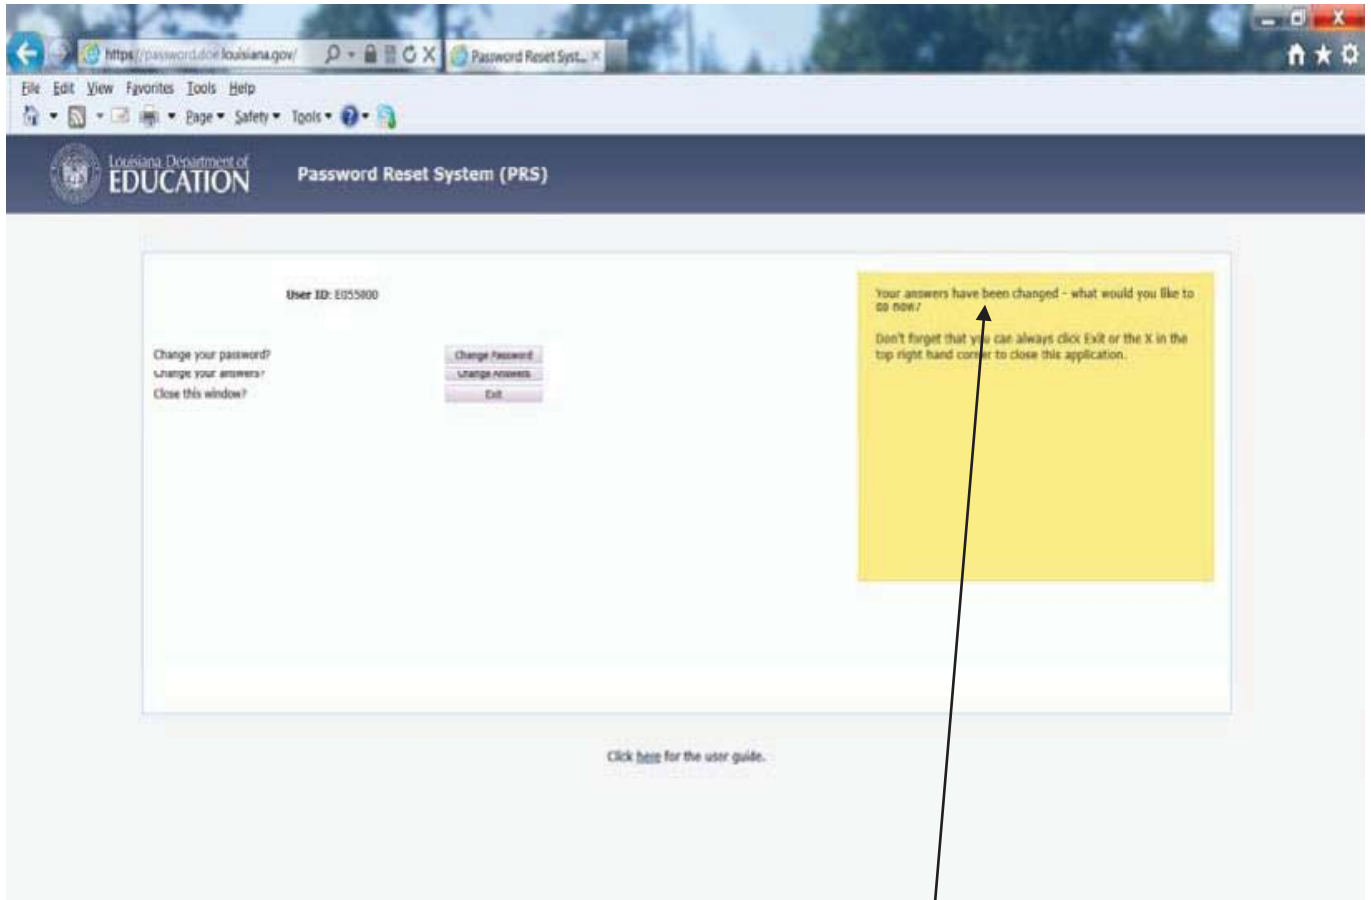 https://password.doe.louisiana.gov/
Password Reset Syst...
File Edit View Favorites Tools Help
Page Safety Tools
Louisiana Department of
EDUCATION
Password Reset System (PRS)
User ID: E055800
Your answers have been changed - what would you like to
do now?
Don't forget that you can always click Exit or the X in the
top right hand corner to close this application.
Change your password?
Change Password
Change your answers?
Change Answers
Close this window?
Exit
Click here for the user guide.